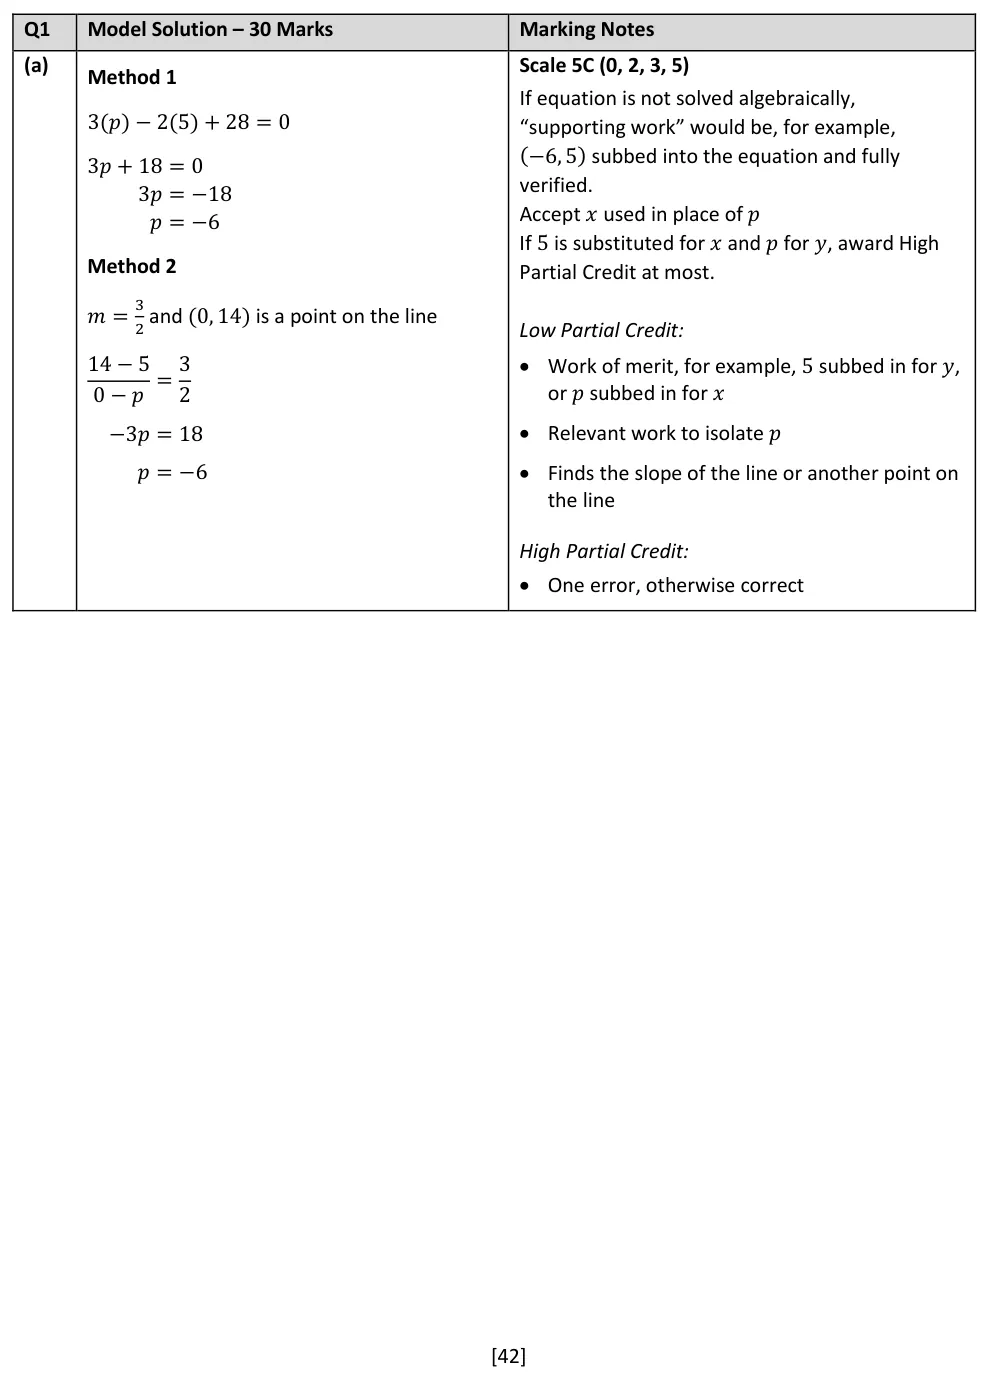 Q1 Model Solution – 30 Marks Marking Notes
(a)
Method 1
3(𝑝) − 2(5) + 28 = 0
3𝑝 + 18 = 0
3𝑝 = −18
𝑝 = −6
Method 2
𝑚 = 3/2 and (0, 14) is a point on the line
(14 − 5)/(0 − 𝑝) = 3/2
−3𝑝 = 18
𝑝 = −6
Scale 5C (0, 2, 3, 5)
If equation is not solved algebraically,
“supporting work” would be, for example,
(−6, 5) subbed into the equation and fully
verified.
Accept 𝑥 used in place of 𝑝
If 5 is substituted for 𝑥 and 𝑝 for 𝑦, award High
Partial Credit at most.
Low Partial Credit:
• Work of merit, for example, 5 subbed in for 𝑦,
or 𝑝 subbed in for 𝑥
• Relevant work to isolate 𝑝
• Finds the slope of the line or another point on
the line
High Partial Credit:
• One error, otherwise correct
[42]